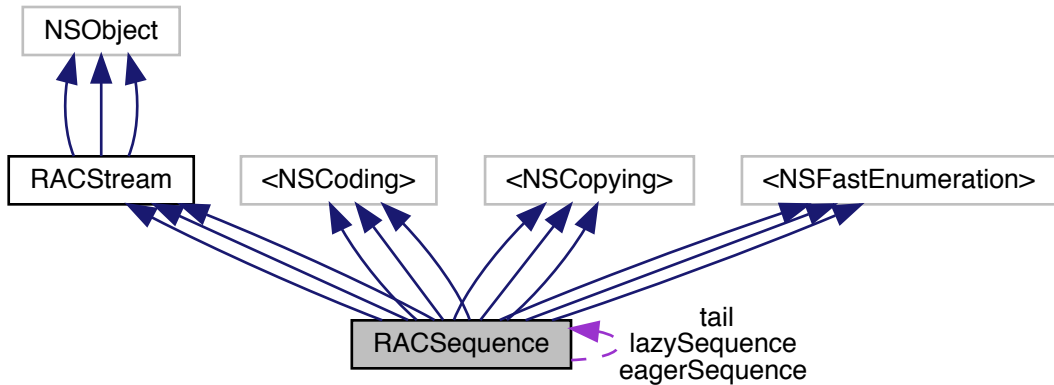 NSObject
RACStream
<NSCoding>
<NSCopying>
<NSFastEnumeration>
RACSequence
tail
lazySequence
eagerSequence